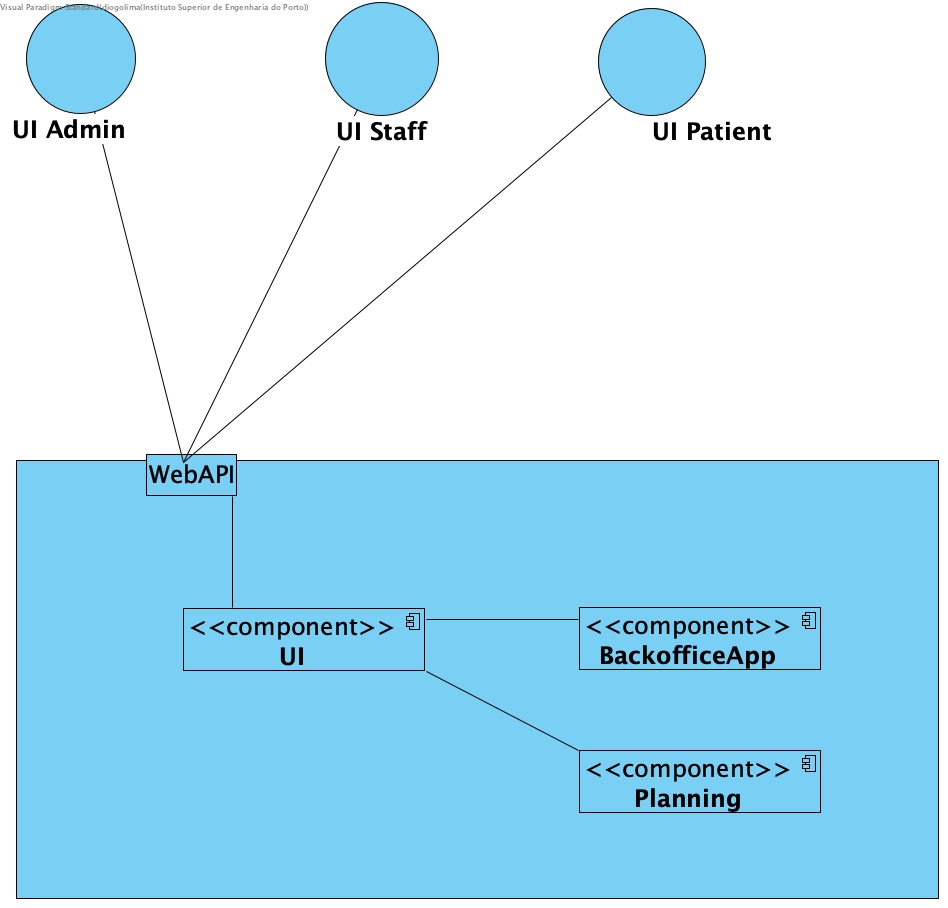 Visual Paradigm Standard(diogolima(Instituto Superior de Engenharia do Porto))
UI Admin
UI Staff
UI Patient
WebAPI
<<component>>
UI
<<component>>
BackofficeApp
<<component>>
Planning